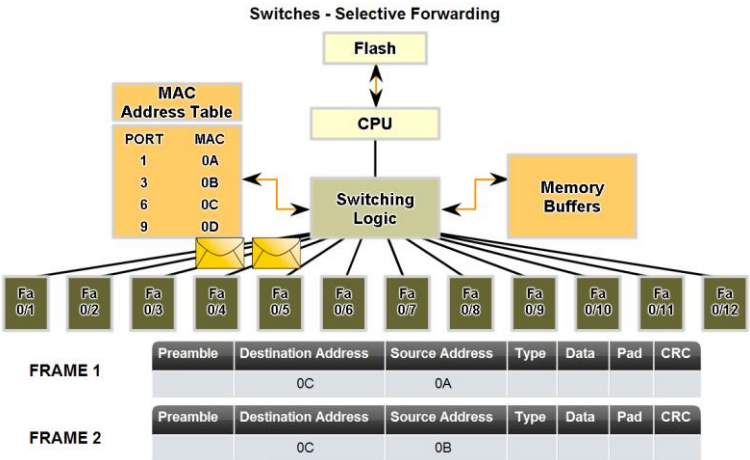 Switches - Selective Forwarding
Flash
CPU
MAC
Address Table
PORT MAC
1 0A
3 0B
6 0C
9 0D
Switching
Logic
Memory
Buffers
Fa Fa Fa Fa Fa Fa Fa Fa Fa Fa Fa Fa
0/1 0/2 0/3 0/4 0/5 0/6 0/7 0/8 0/9 0/10 0/11 0/12
FRAME 1
Preamble Destination Address Source Address Type Data Pad CRC
0C 0A
FRAME 2
Preamble Destination Address Source Address Type Data Pad CRC
0C 0B